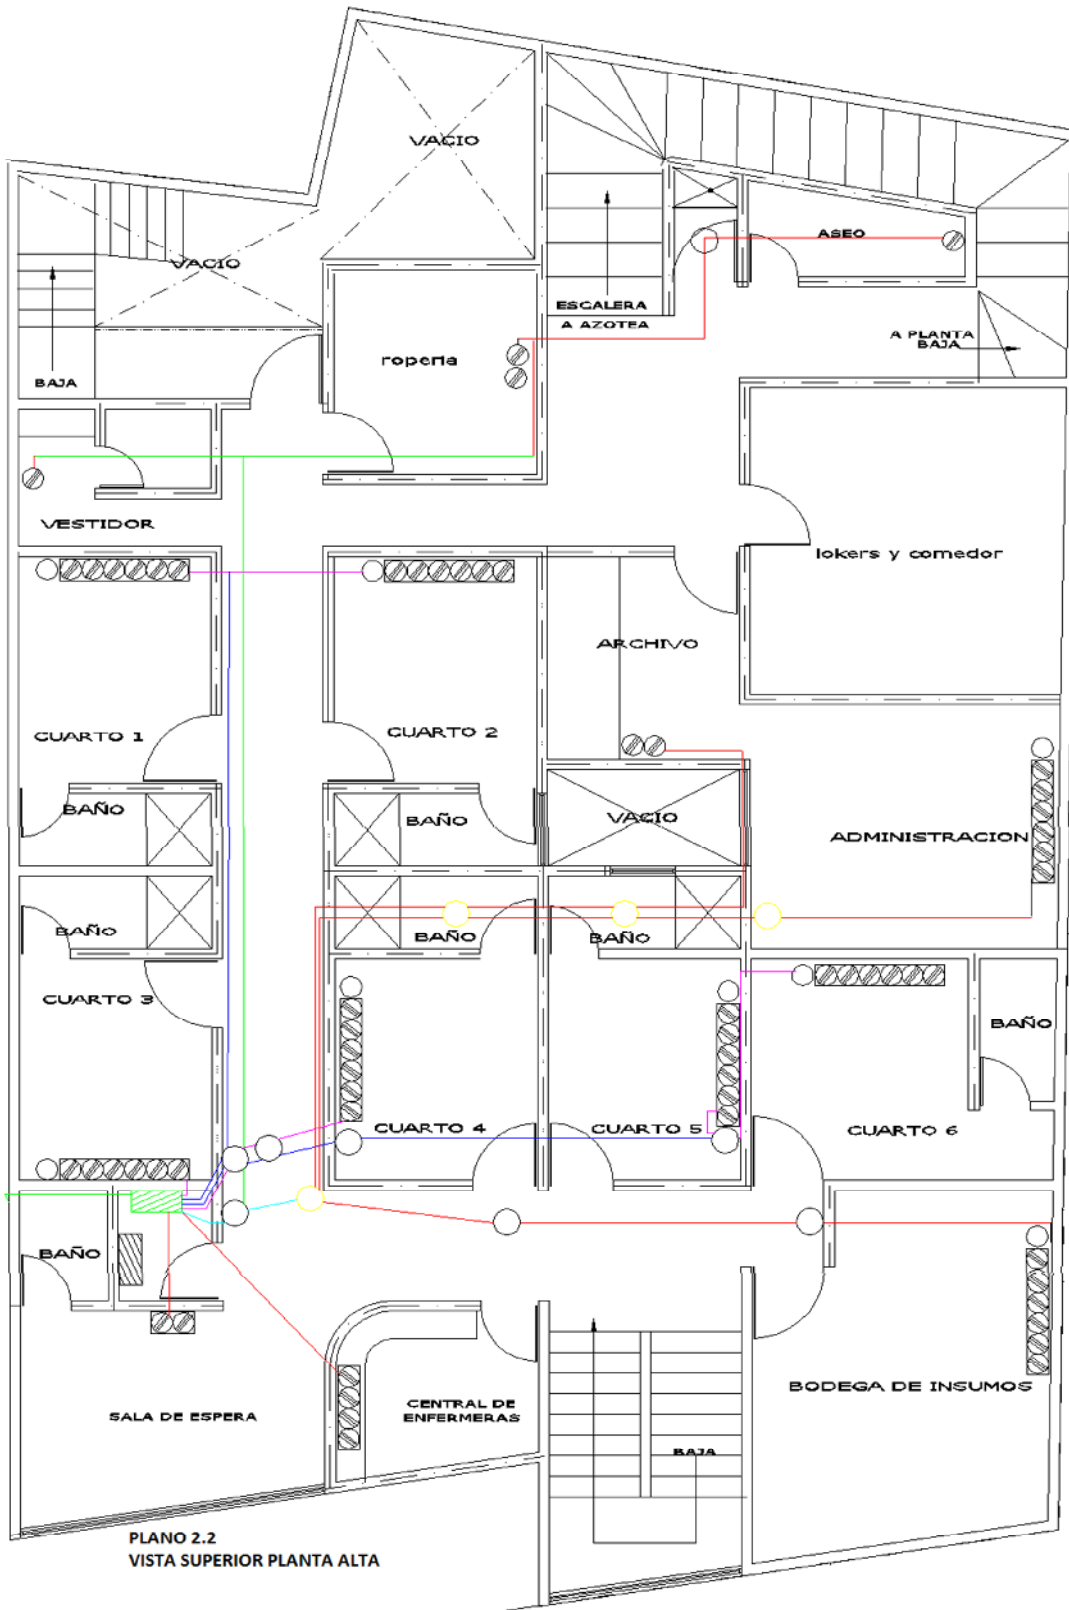 VACIO
ASEO
VACIO
ESCALERA
A AZOTEA
A PLANTA
BAJA
roperia
BAJA
VESTIDOR
lokers y comedor
ARCHIVO
CUARTO 1
CUARTO 2
BAÑO
BAÑO
VACIO
ADMINISTRACION
BAÑO
BAÑO
BAÑO
CUARTO 3
BAÑO
CUARTO 4
CUARTO 5
CUARTO 6
BAÑO
BODEGA DE INSUMOS
SALA DE ESPERA
CENTRAL DE
ENFERMERAS
BAJA
PLANO 2.2
VISTA SUPERIOR PLANTA ALTA